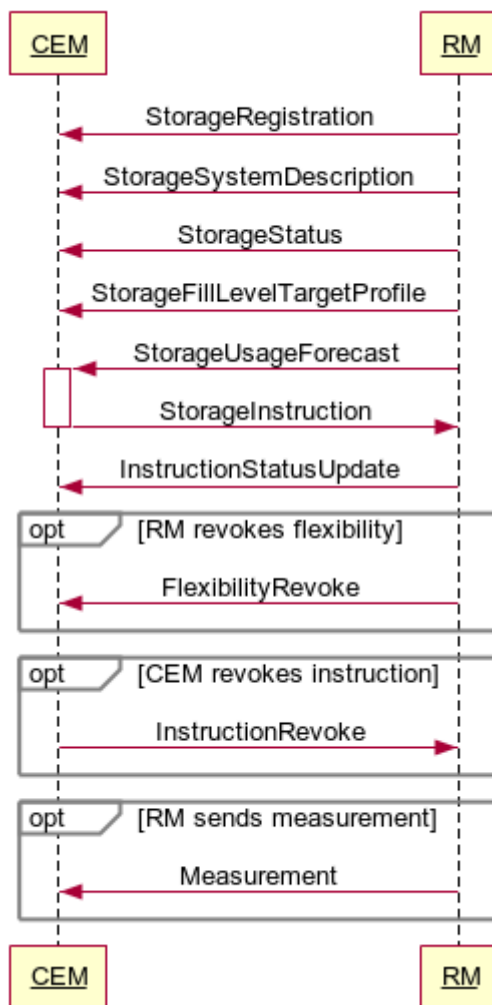 CEM RM
StorageRegistration
StorageSystemDescription
StorageStatus
StorageFillLevelTargetProfile
StorageUsageForecast
StorageInstruction
InstructionStatusUpdate
opt [RM revokes flexibility]
FlexibilityRevoke
opt [CEM revokes instruction]
InstructionRevoke
opt [RM sends measurement]
Measurement
CEM RM